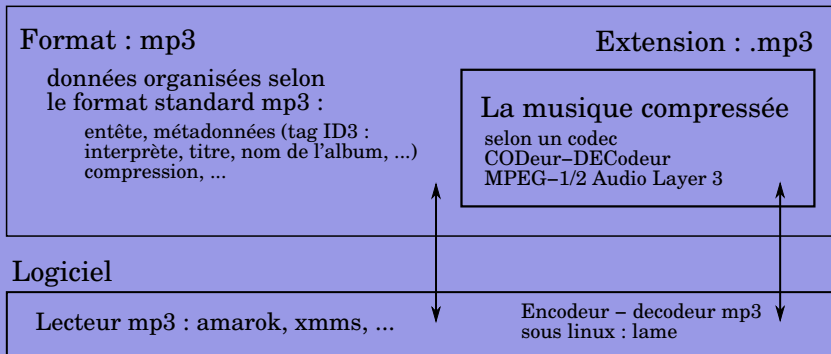 Format : mp3
Extension : .mp3
données organisées selon
le format standard mp3 :
entête, métadonnées (tag ID3 :
interprète, titre, nom de l'album, ...)
compression, ...
La musique compressée
selon un codec
CODeur−DECodeur
MPEG−1/2 Audio Layer 3
Logiciel
Lecteur mp3 : amarok, xmms, ...
Encodeur − decodeur mp3
sous linux : lame